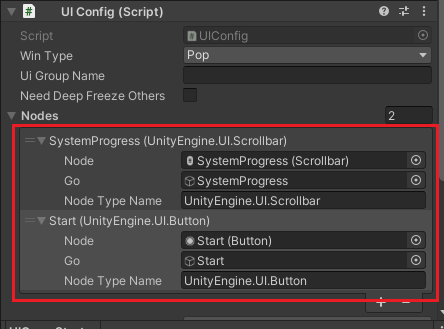 UI Config (Script)
Script UIConfig
Win Type Pop
Ui Group Name
Need Deep Freeze Others
Nodes 2
SystemProgress (UnityEngine.UI.Scrollbar)
Node SystemProgress (Scrollbar)
Go SystemProgress
Node Type Name UnityEngine.UI.Scrollbar
Start (UnityEngine.UI.Button)
Node Start (Button)
Go Start
Node Type Name UnityEngine.UI.Button
+ −